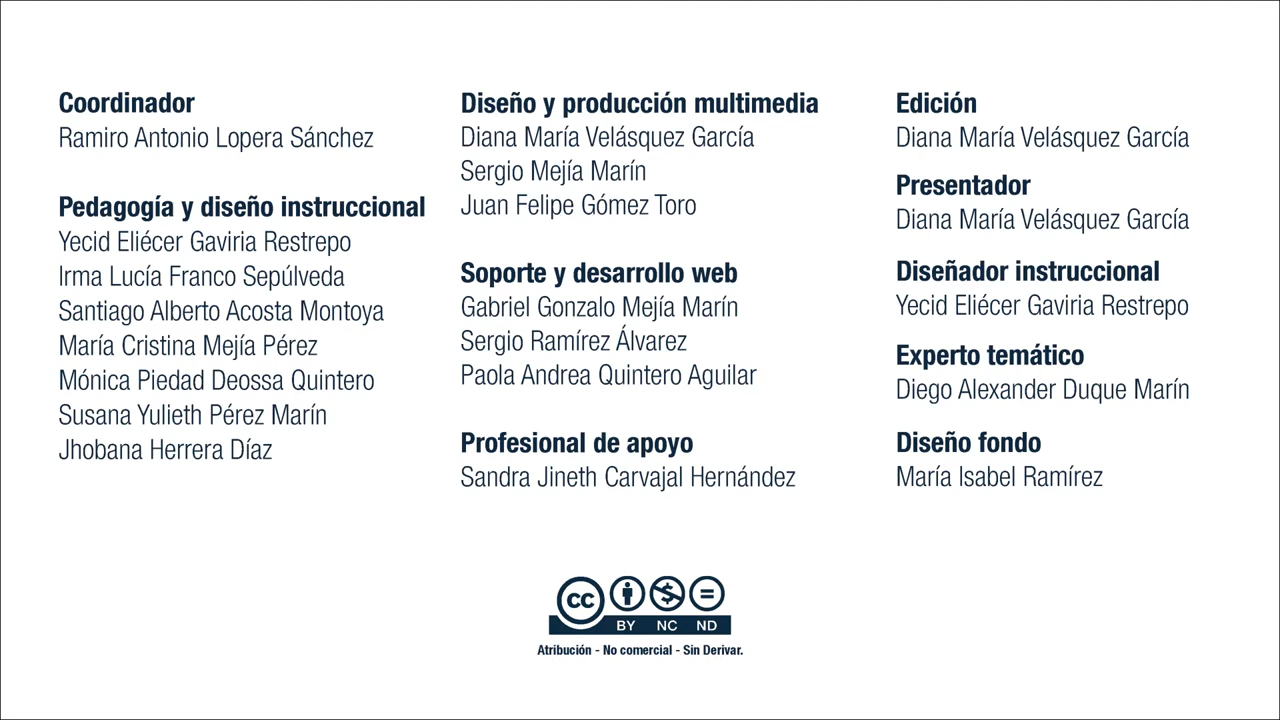 Coordinador
Ramiro Antonio Lopera Sánchez
Pedagogía y diseño instruccional
Yecid Eliécer Gaviria Restrepo
Irma Lucía Franco Sepúlveda
Santiago Alberto Acosta Montoya
María Cristina Mejía Pérez
Mónica Piedad Deossa Quintero
Susana Yulieth Pérez Marín
Jhobana Herrera Díaz
Diseño y producción multimedia
Diana María Velásquez García
Sergio Mejía Marín
Juan Felipe Gómez Toro
Soporte y desarrollo web
Gabriel Gonzalo Mejía Marín
Sergio Ramírez Álvarez
Paola Andrea Quintero Aguilar
Profesional de apoyo
Sandra Jineth Carvajal Hernández
Edición
Diana María Velásquez García
Presentador
Diana María Velásquez García
Diseñador instruccional
Yecid Eliécer Gaviria Restrepo
Experto temático
Diego Alexander Duque Marín
Diseño fondo
María Isabel Ramírez
cc $ =
BY NC ND
Atribución - No comercial - Sin Derivar.